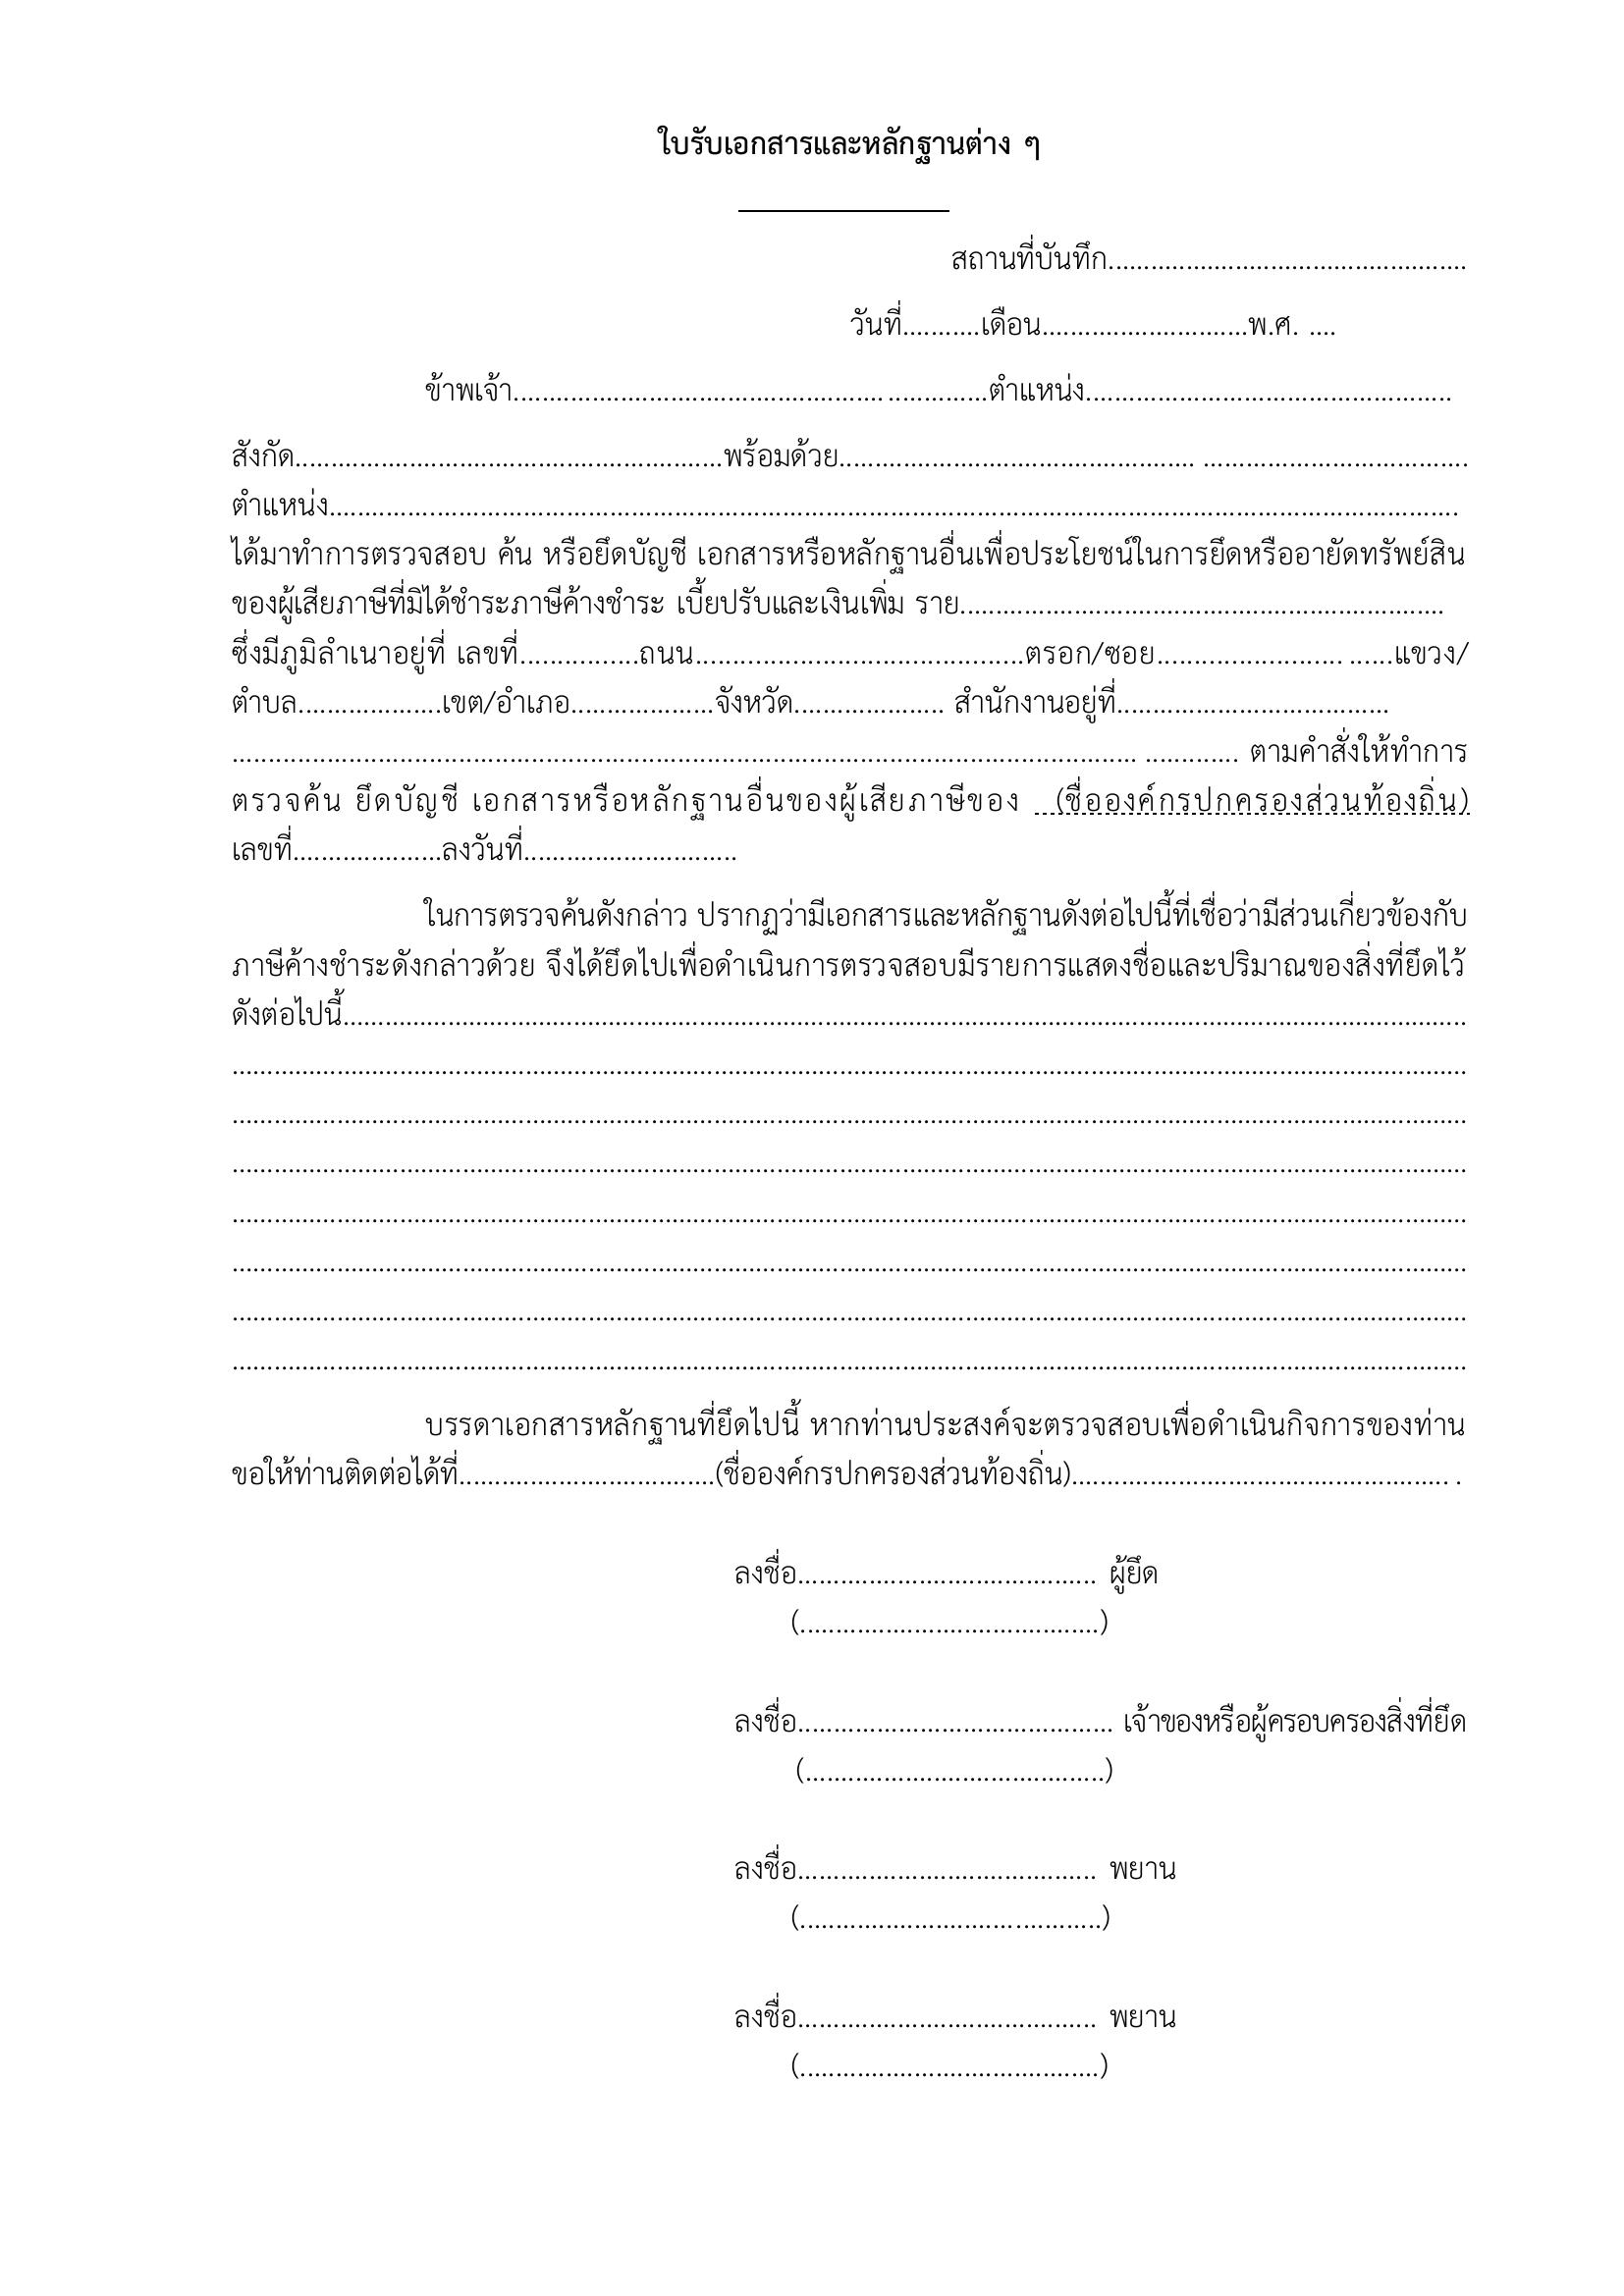 ใบรับเอกสารและหลักฐานต่าง ๆ
สถานที่บันทึก..................................................
วันที่...........เดือน.............................พ.ศ. ....
ข้าพเจ้า..................................................................ตำแหน่ง...................................................
สังกัด............................................................พร้อมด้วย.................................................. .....................................
ตำแหน่ง..............................................................................................................................................................
ได้มาทำการตรวจสอบ ค้น หรือยึดบัญชี เอกสารหรือหลักฐานอื่นเพื่อประโยชน์ในการยึดหรืออายัดทรัพย์สิน
ของผู้เสียภาษีที่มิได้ชำระภาษีค้างชำระ เบี้ยปรับและเงินเพิ่ม ราย....................................................................
ซึ่งมีภูมิลำเนาอยู่ที่ เลขที่................ถนน..............................................ตรอก/ซอย.......................... ......แขวง/
ตำบล....................เขต/อำเภอ....................จังหวัด..................... สำนักงานอยู่ที่......................................
............................................................................................................................... ............. ตามคำสั่งให้ทำการ
ตรวจค้น ยึดบัญชี เอกสารหรือหลักฐานอื่นของผู้เสียภาษีของ (ชื่อองค์กรปกครองส่วนท้องถิ่น)
เลขที่.....................ลงวันที่..............................
ในการตรวจค้นดังกล่าว ปรากฏว่ามีเอกสารและหลักฐานดังต่อไปนี้ที่เชื่อว่ามีส่วนเกี่ยวข้องกับ
ภาษีค้างชำระดังกล่าวด้วย จึงได้ยึดไปเพื่อดำเนินการตรวจสอบมีรายการแสดงชื่อและปริมาณของสิ่งที่ยึดไว้
ดังต่อไปนี้..............................................................................................................................................................
..............................................................................................................................................................................
..............................................................................................................................................................................
..............................................................................................................................................................................
..............................................................................................................................................................................
..............................................................................................................................................................................
..............................................................................................................................................................................
..............................................................................................................................................................................
บรรดาเอกสารหลักฐานที่ยึดไปนี้ หากท่านประสงค์จะตรวจสอบเพื่อดำเนินกิจการของท่าน
ขอให้ท่านติดต่อได้ที่....................................(ชื่อองค์กรปกครองส่วนท้องถิ่น)..................................................... .
ลงชื่อ.......................................... ผู้ยึด
(..........................................)
ลงชื่อ............................................ เจ้าของหรือผู้ครอบครองสิ่งที่ยึด
(..........................................)
ลงชื่อ.......................................... พยาน
(..........................................)
ลงชื่อ.......................................... พยาน
(..........................................)